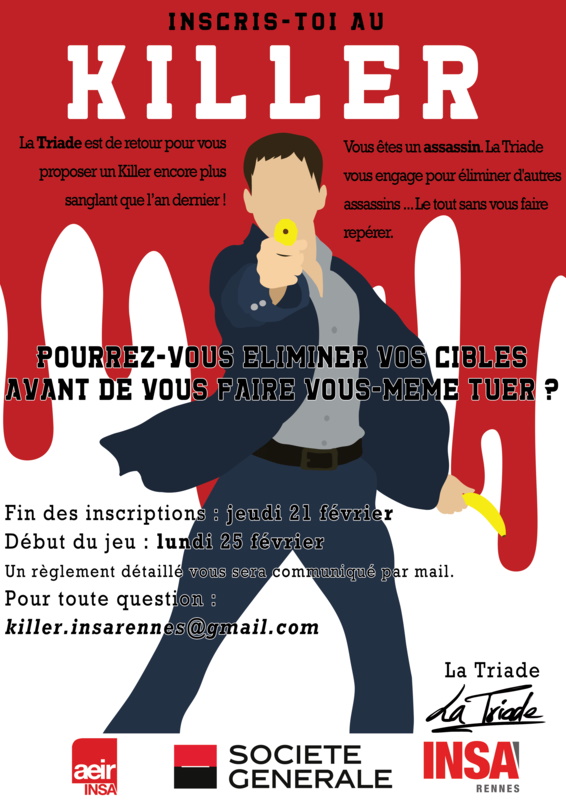 INSCRIS-TOI AU
KILLER
La Triade est de retour pour vous
proposer un Killer encore plus
sanglant que l'an dernier !
Vous êtes un assassin. La Triade
vous engage pour éliminer d'autres
assassins ... Le tout sans vous faire
repérer.
POURREZ-VOUS ELIMINER VOS CIBLES
AVANT DE VOUS FAIRE VOUS-MEME TUER ?
Fin des inscriptions : jeudi 21 février
Début du jeu : lundi 25 février
Un règlement détaillé vous sera communiqué par mail.
Pour toute question :
killer.insarennes@gmail.com
La Triade
La Triade
aeir
INSA
SOCIETE
GENERALE
INSA
RENNES